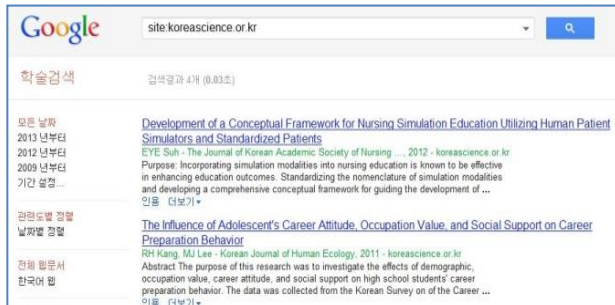 Google
site:koreascience.or.kr
학술검색
검색결과 4개 (0.03초)
모든 날짜
2013 년부터
2012 년부터
2009 년부터
기간 설정...
관련도별 정렬
날짜별 정렬
전체 웹문서
한국어 웹
Development of a Conceptual Framework for Nursing Simulation Education Utilizing Human Patient
Simulators and Standardized Patients
EYE Suh - The Journal of Korean Academic Society of Nursing ..., 2012 - koreascience.or.kr
Purpose: Incorporating simulation modalities into nursing education is known to be effective
in enhancing education outcomes. Standardizing the nomenclature of simulation modalities
and developing a comprehensive conceptual framework for guiding the development of ...
인용 더보기▾
The Influence of Adolescent's Career Attitude, Occupation Value, and Social Support on Career
Preparation Behavior
RH Kang, MJ Lee - Korean Journal of Human Ecology, 2011 - koreascience.or.kr
Abstract The purpose of this research was to investigate the effects of demographic,
occupation value, career attitude, and social support on high school students' career
preparation behavior. The data was collected from the Korean Survey on of the Career ...
인용 더보기▾